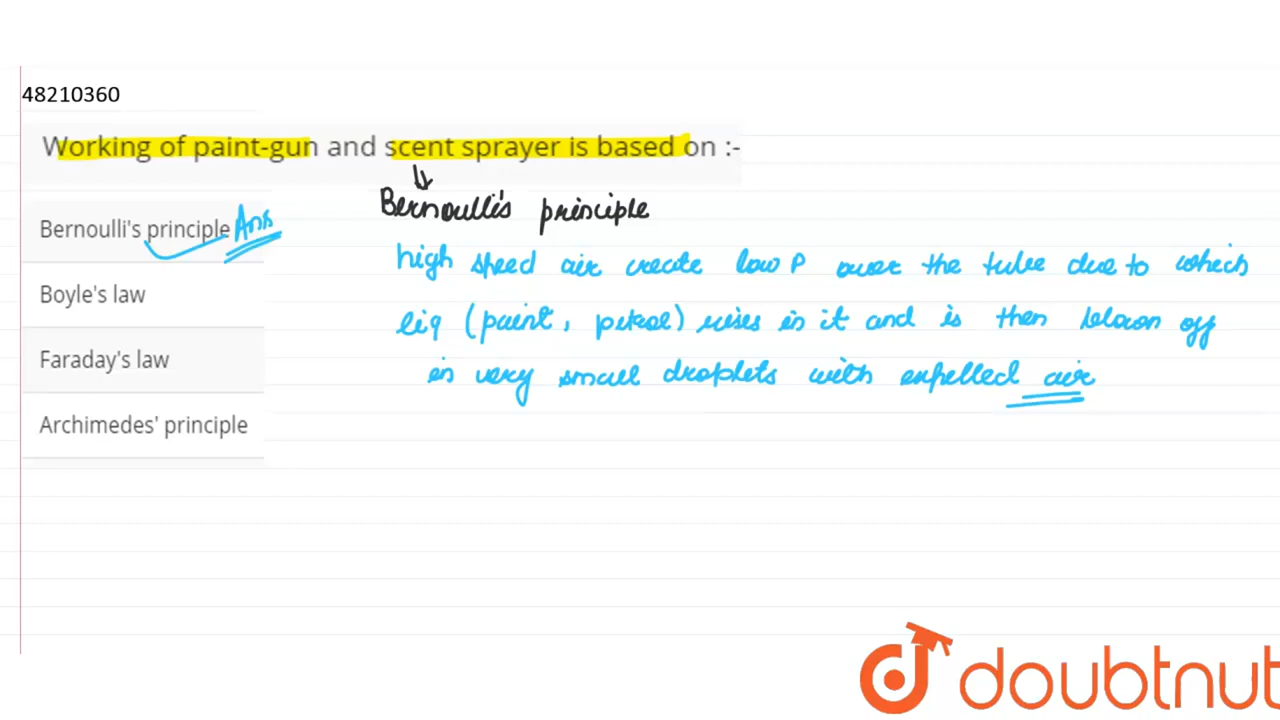 48210360
Working of paint-gun and scent sprayer is based on :-
Bernoulli's principle
Bernoulli's principle Ans
high speed air create low P over the tube due to which
Boyle's law
liq (paint, petrol) rises in it and is then blown off
Faraday's law
in very small droplets with expelled air
Archimedes' principle
doubtnut